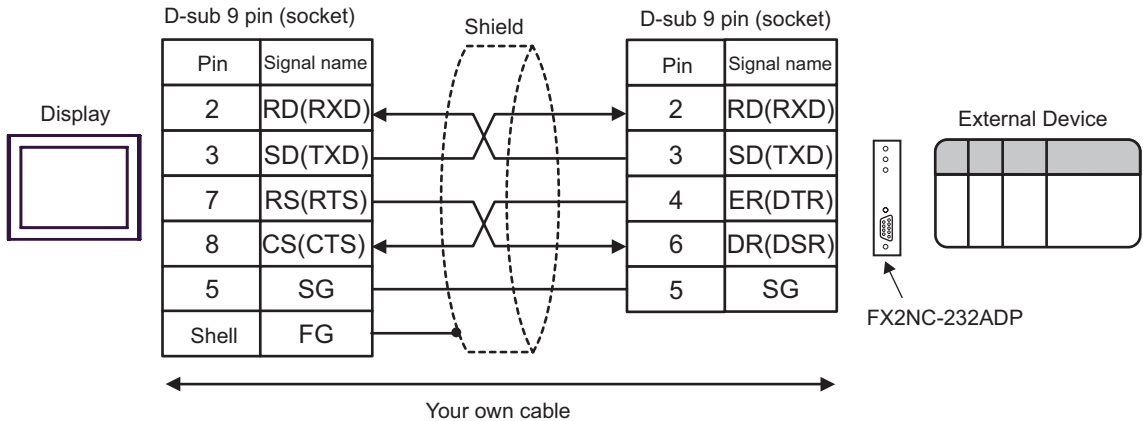 D-sub 9 pin (socket)
Shield
D-sub 9 pin (socket)
Display
Pin Signal name
2 RD(RXD)
3 SD(TXD)
7 RS(RTS)
8 CS(CTS)
5 SG
Shell FG
Pin Signal name
2 RD(RXD)
3 SD(TXD)
4 ER(DTR)
6 DR(DSR)
5 SG
External Device
FX2NC-232ADP
Your own cable